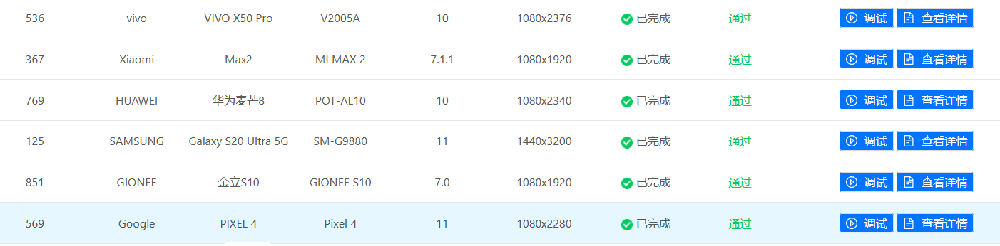 536 vivo VIVO X50 Pro V2005A 10 1080x2376 已完成 通过 调试 查看详情
367 Xiaomi Max2 MI MAX 2 7.1.1 1080x1920 已完成 通过 调试 查看详情
769 HUAWEI 华为麦芒8 POT-AL10 10 1080x2340 已完成 通过 调试 查看详情
125 SAMSUNG Galaxy S20 Ultra 5G SM-G9880 11 1440x3200 已完成 通过 调试 查看详情
851 GIONEE 金立S10 GIONEE S10 7.0 1080x1920 已完成 通过 调试 查看详情
569 Google PIXEL 4 Pixel 4 11 1080x2280 已完成 通过 调试 查看详情